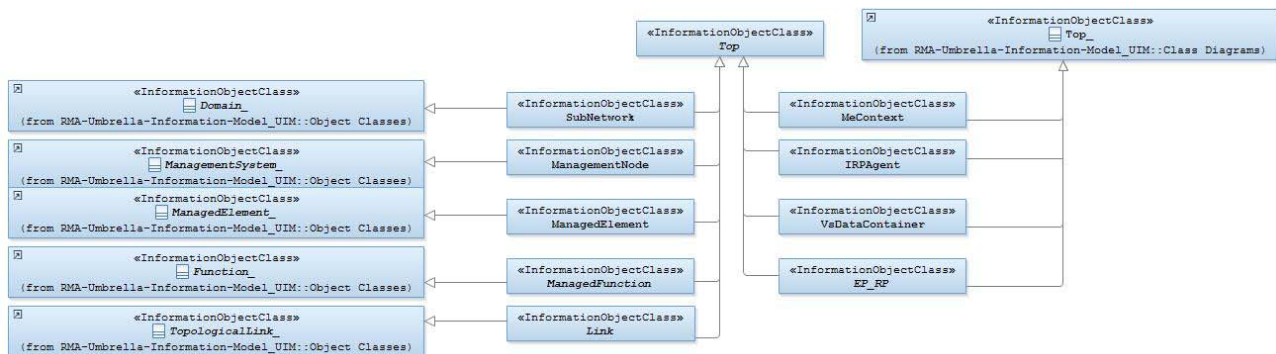 «InformationObjectClass»
Top
«InformationObjectClass»
Top_
(from RMA-Umbrella-Information-Model_UIM::Class Diagrams)
«InformationObjectClass»
Domain_
(from RMA-Umbrella-Information-Model_UIM::Object Classes)
«InformationObjectClass»
SubNetwork
«InformationObjectClass»
MeContext
«InformationObjectClass»
ManagementSystem_
(from RMA-Umbrella-Information-Model_UIM::Object Classes)
«InformationObjectClass»
ManagementNode
«InformationObjectClass»
IRPAgent
«InformationObjectClass»
ManagedElement_
(from RMA-Umbrella-Information-Model_UIM::Object Classes)
«InformationObjectClass»
ManagedElement
«InformationObjectClass»
VsDataContainer
«InformationObjectClass»
Function_
(from RMA-Umbrella-Information-Model_UIM::Object Classes)
«InformationObjectClass»
ManagedFunction
«InformationObjectClass»
EP_RP
«InformationObjectClass»
TopologicalLink_
(from RMA-Umbrella-Information-Model_UIM::Object Classes)
«InformationObjectClass»
Link